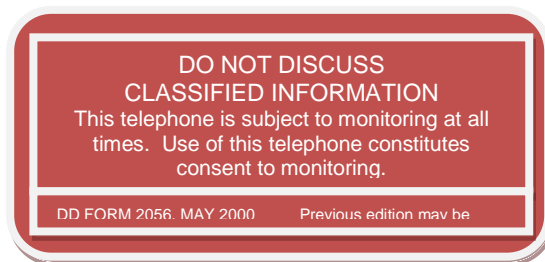 DO NOT DISCUSS
CLASSIFIED INFORMATION
This telephone is subject to monitoring at all
times.  Use of this telephone constitutes
consent to monitoring.
DD FORM 2056, MAY 2000 Previous edition may be